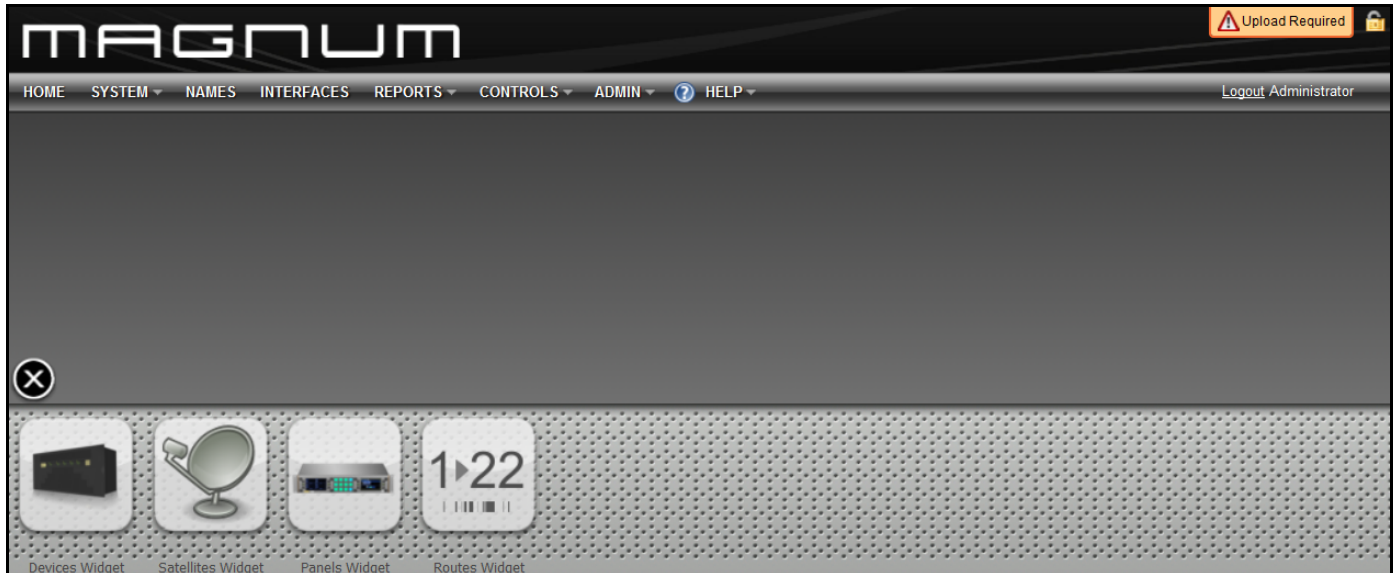 MAGNUM
Upload Required
HOME SYSTEM NAMES INTERFACES REPORTS CONTROLS ADMIN ? HELP
Logout Administrator
1▸22
Devices Widget Satellites Widget Panels Widget Routes Widget